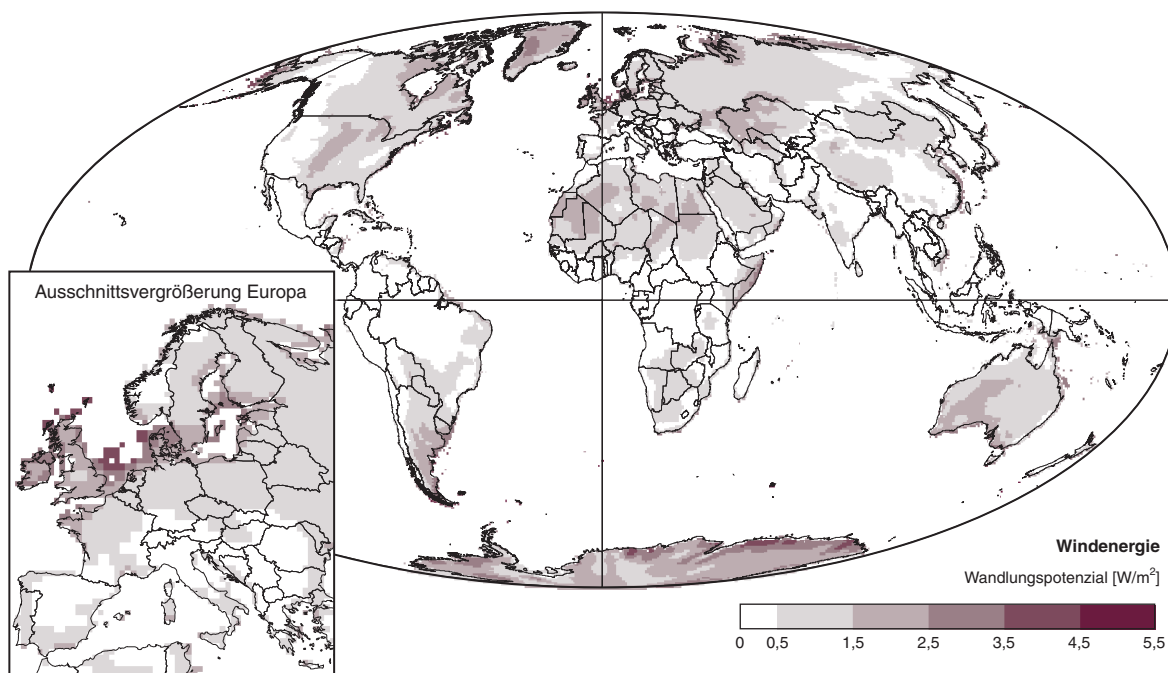 Ausschnittsvergrößerung Europa
Windenergie
Wandlungspotenzial [W/m²]
0 0,5 1,5 2,5 3,5 4,5 5,5